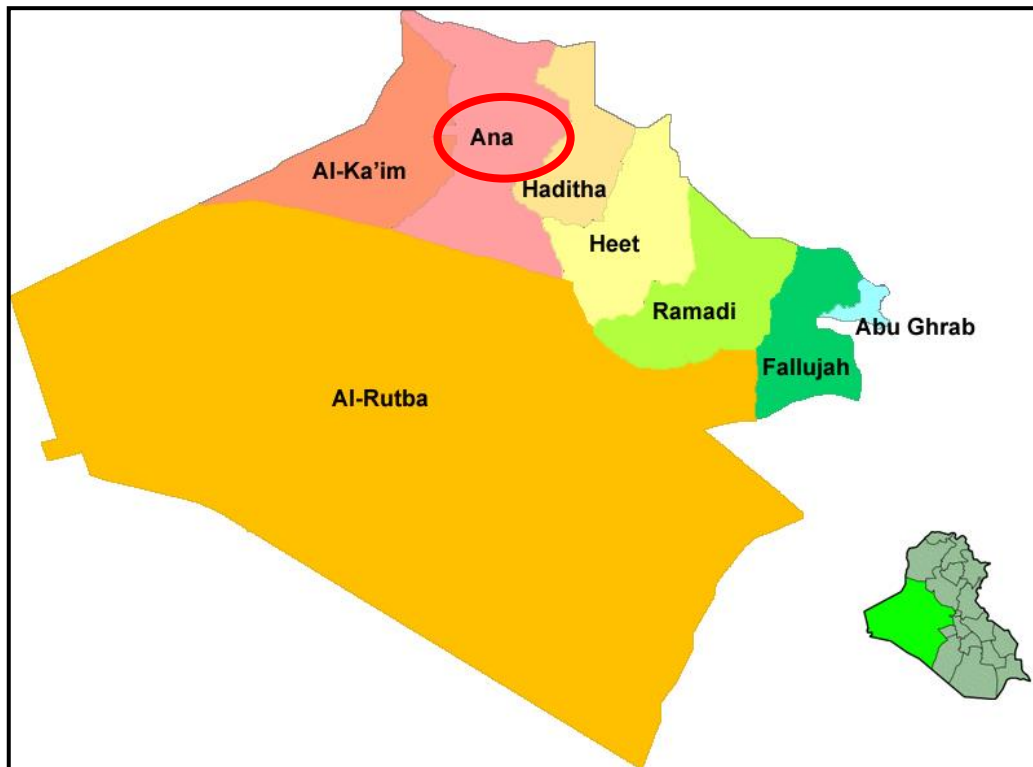 Ana
Al-Ka'im
Haditha
Heet
Ramadi
Abu Ghrab
Fallujah
Al-Rutba